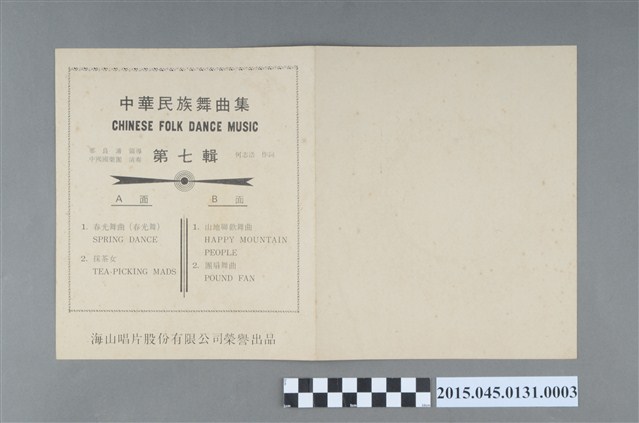 中華民族舞曲集
CHINESE FOLK DANCE MUSIC
第七輯
A 面
B 面
1. 春光舞曲（春光舞）
SPRING DANCE
2. 採茶女
TEA-PICKING MADS
1. 山地聯歡舞曲
HAPPY MOUNTAIN
PEOPLE
2. 團扇舞曲
POUND FAN
海山唱片股份有限公司榮譽出品
2015.045.0131.0003